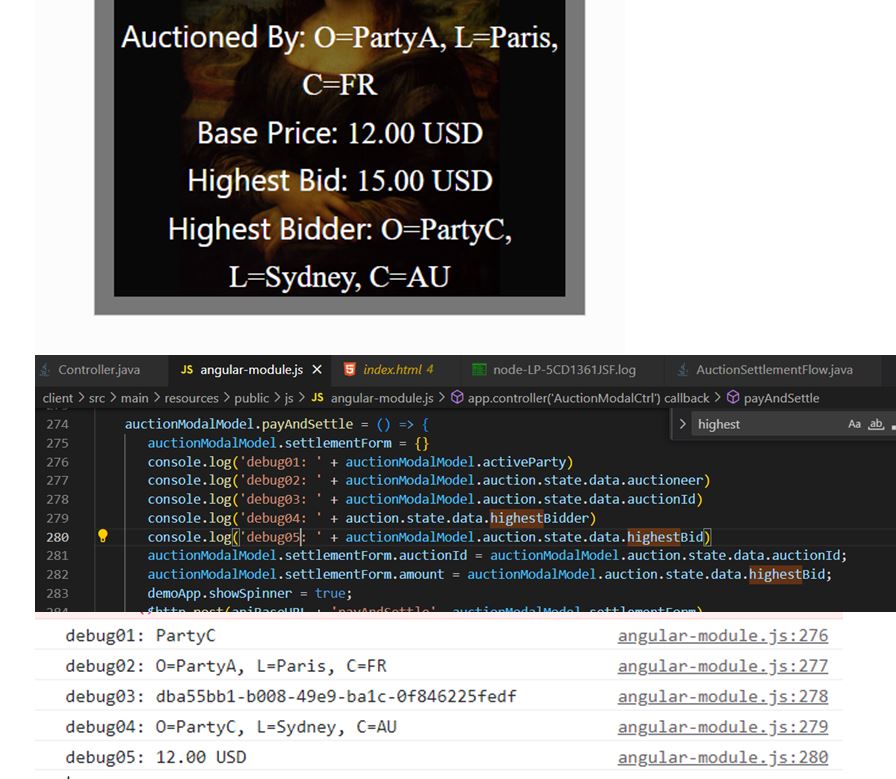 Auctioned By: O=PartyA, L=Paris,
C=FR
Base Price: 12.00 USD
Highest Bid: 15.00 USD
Highest Bidder: O=PartyC,
L=Sydney, C=AU
Controller.java JS angular-module.js X index.html 4 node-LP-5CD1361JSF.log AuctionSettlementFlow.java
client > src > main > resources > public > js > JS angular-module.js > app.controller('AuctionModalCtrl') callback > payAndSettle
> highest Aa ab
274 auctionModalModel.payAndSettle = () => {
275 auctionModalModel.settlementForm = {}
276 console.log('debug01: ' + auctionModalModel.activeParty)
277 console.log('debug02: ' + auctionModalModel.auction.state.data.auctioneer)
278 console.log('debug03: ' + auctionModalModel.auction.state.data.auctionId)
279 console.log('debug04: ' + auction.state.data.highestBidder)
280 console.log('debug05: ' + auctionModalModel.auction.state.data.highestBid)
281 auctionModalModel.settlementForm.auctionId = auctionModalModel.auction.state.data.auctionId;
282 auctionModalModel.settlementForm.amount = auctionModalModel.auction.state.data.highestBid;
283 demoApp.showSpinner = true;
284 $http.post(apiBaseURL + 'payAndSettle', auctionModalModel.settlementForm)
debug01: PartyC angular-module.js:276
debug02: O=PartyA, L=Paris, C=FR angular-module.js:277
debug03: dba55bb1-b008-49e9-ba1c-0f846225fedf angular-module.js:278
debug04: O=PartyC, L=Sydney, C=AU angular-module.js:279
debug05: 12.00 USD angular-module.js:280